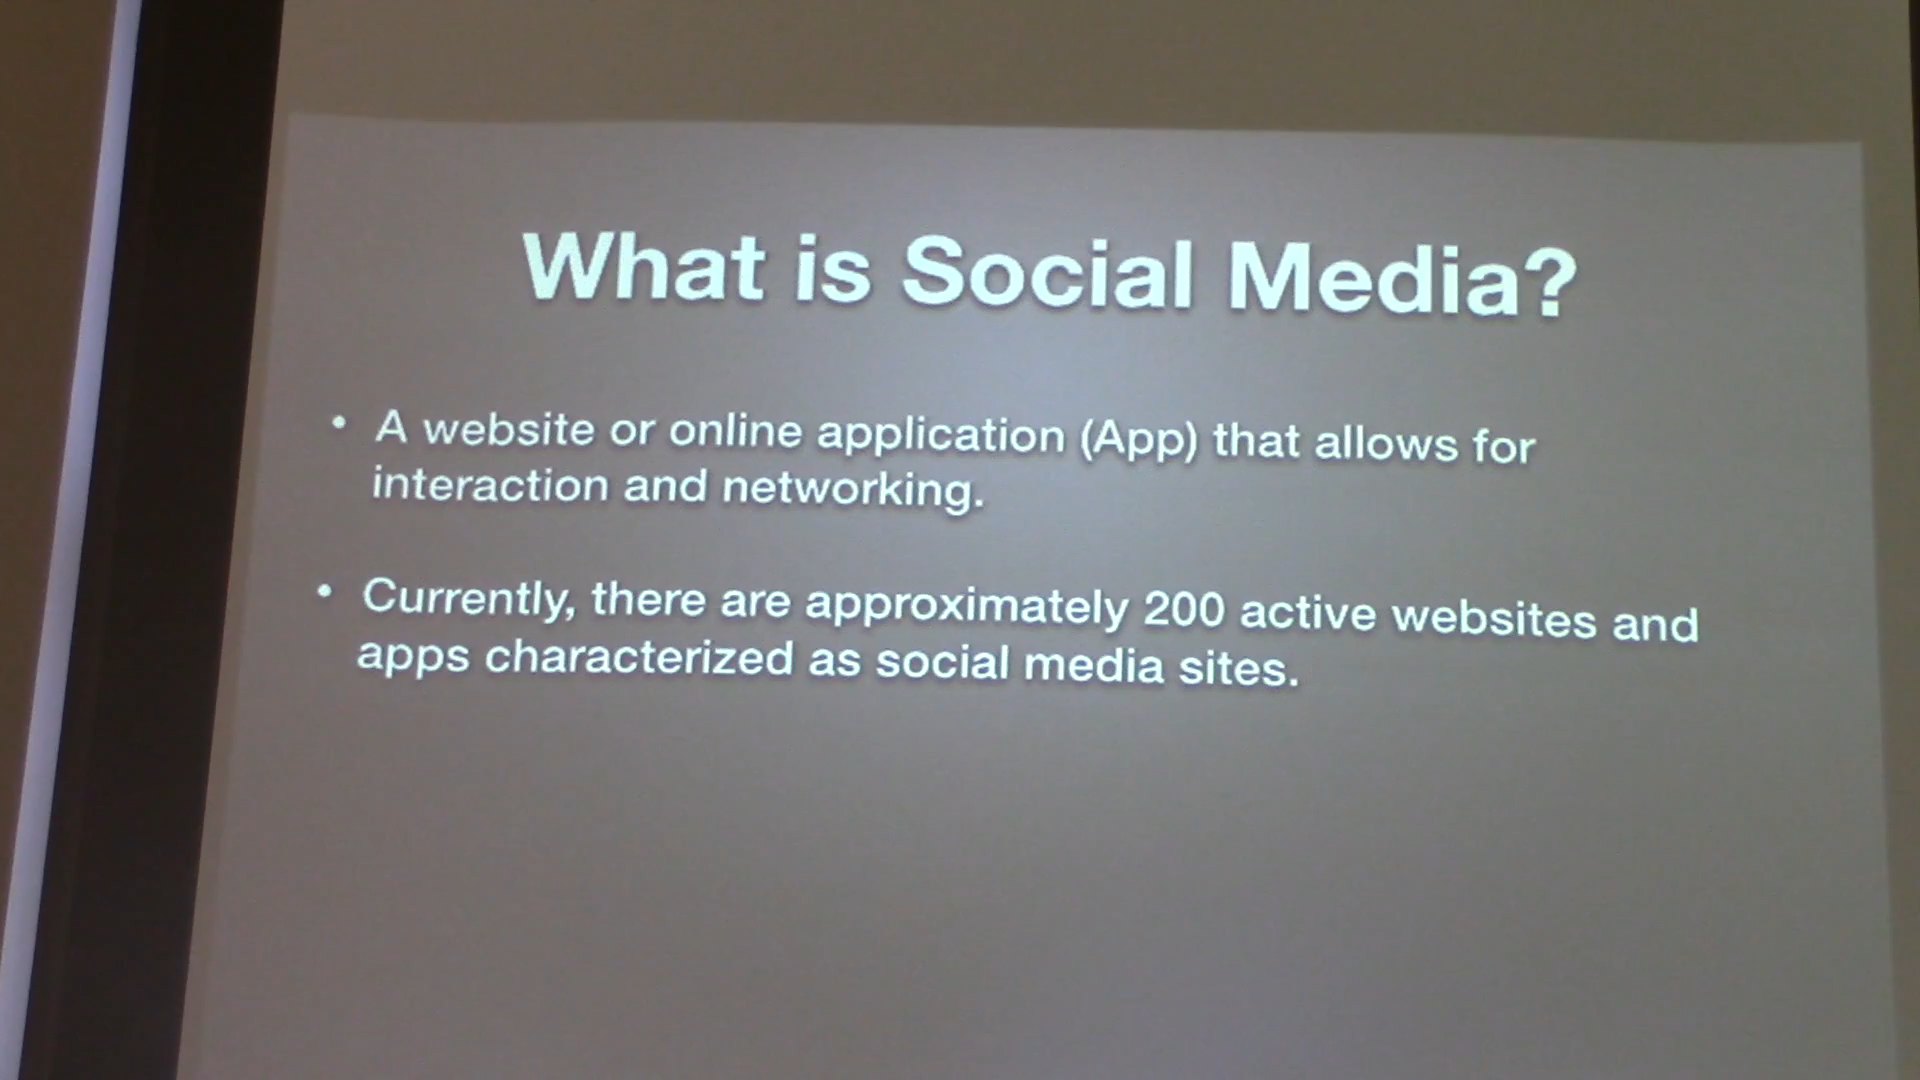 What is Social Media?
• A website or online application (App) that allows for
interaction and networking.
• Currently, there are approximately 200 active websites and
apps characterized as social media sites.